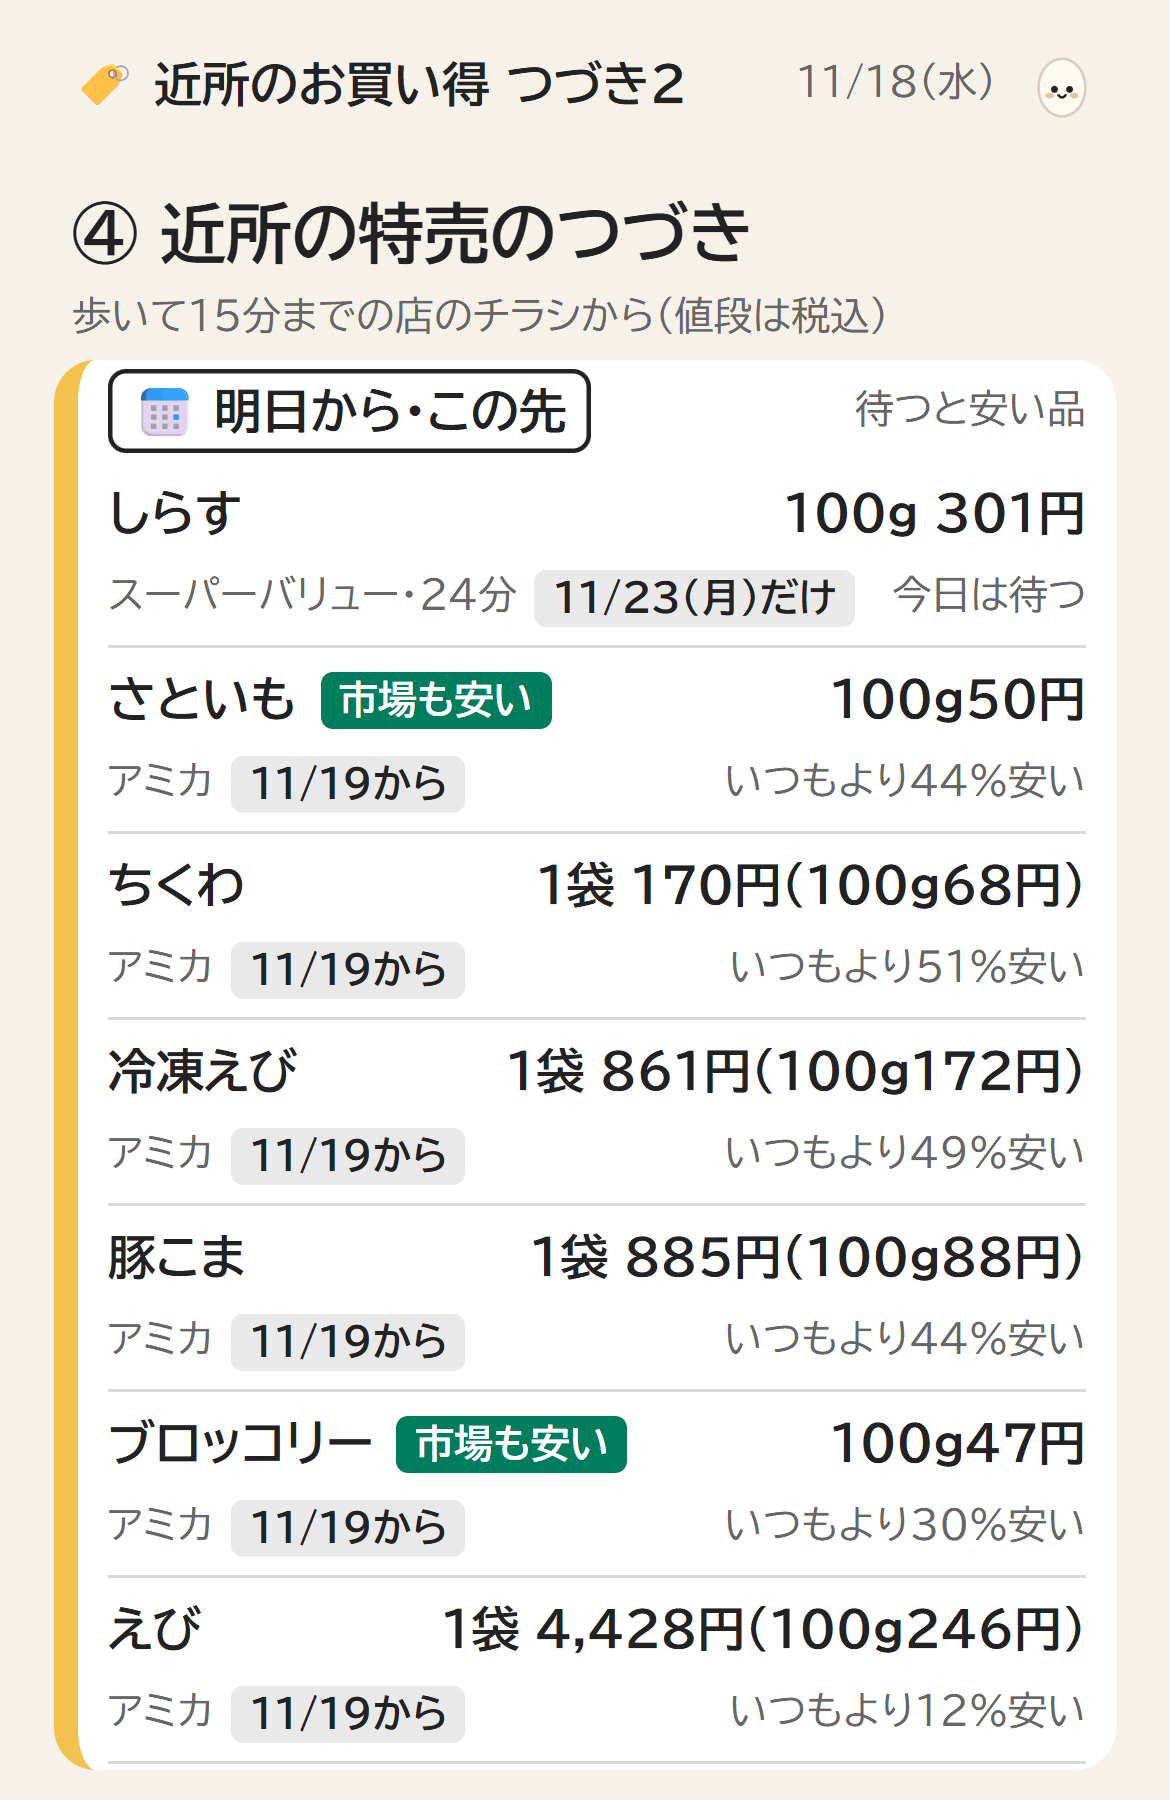 近所のお買い得 つづき2 11/18(水)
④ 近所の特売のつづき
歩いて15分までの店のチラシから(値段は税込)
明日から・この先 待つと安い品
しらす 100g 301円
スーパーバリュー・24分 11/23(月)だけ 今日は待つ
さといも 市場も安い 100g50円
アミカ 11/19から いつもより44%安い
ちくわ 1袋 170円(100g68円)
アミカ 11/19から いつもより51%安い
冷凍えび 1袋 861円(100g172円)
アミカ 11/19から いつもより49%安い
豚こま 1袋 885円(100g88円)
アミカ 11/19から いつもより44%安い
ブロッコリー 市場も安い 100g47円
アミカ 11/19から いつもより30%安い
えび 1袋 4,428円(100g246円)
アミカ 11/19から いつもより12%安い